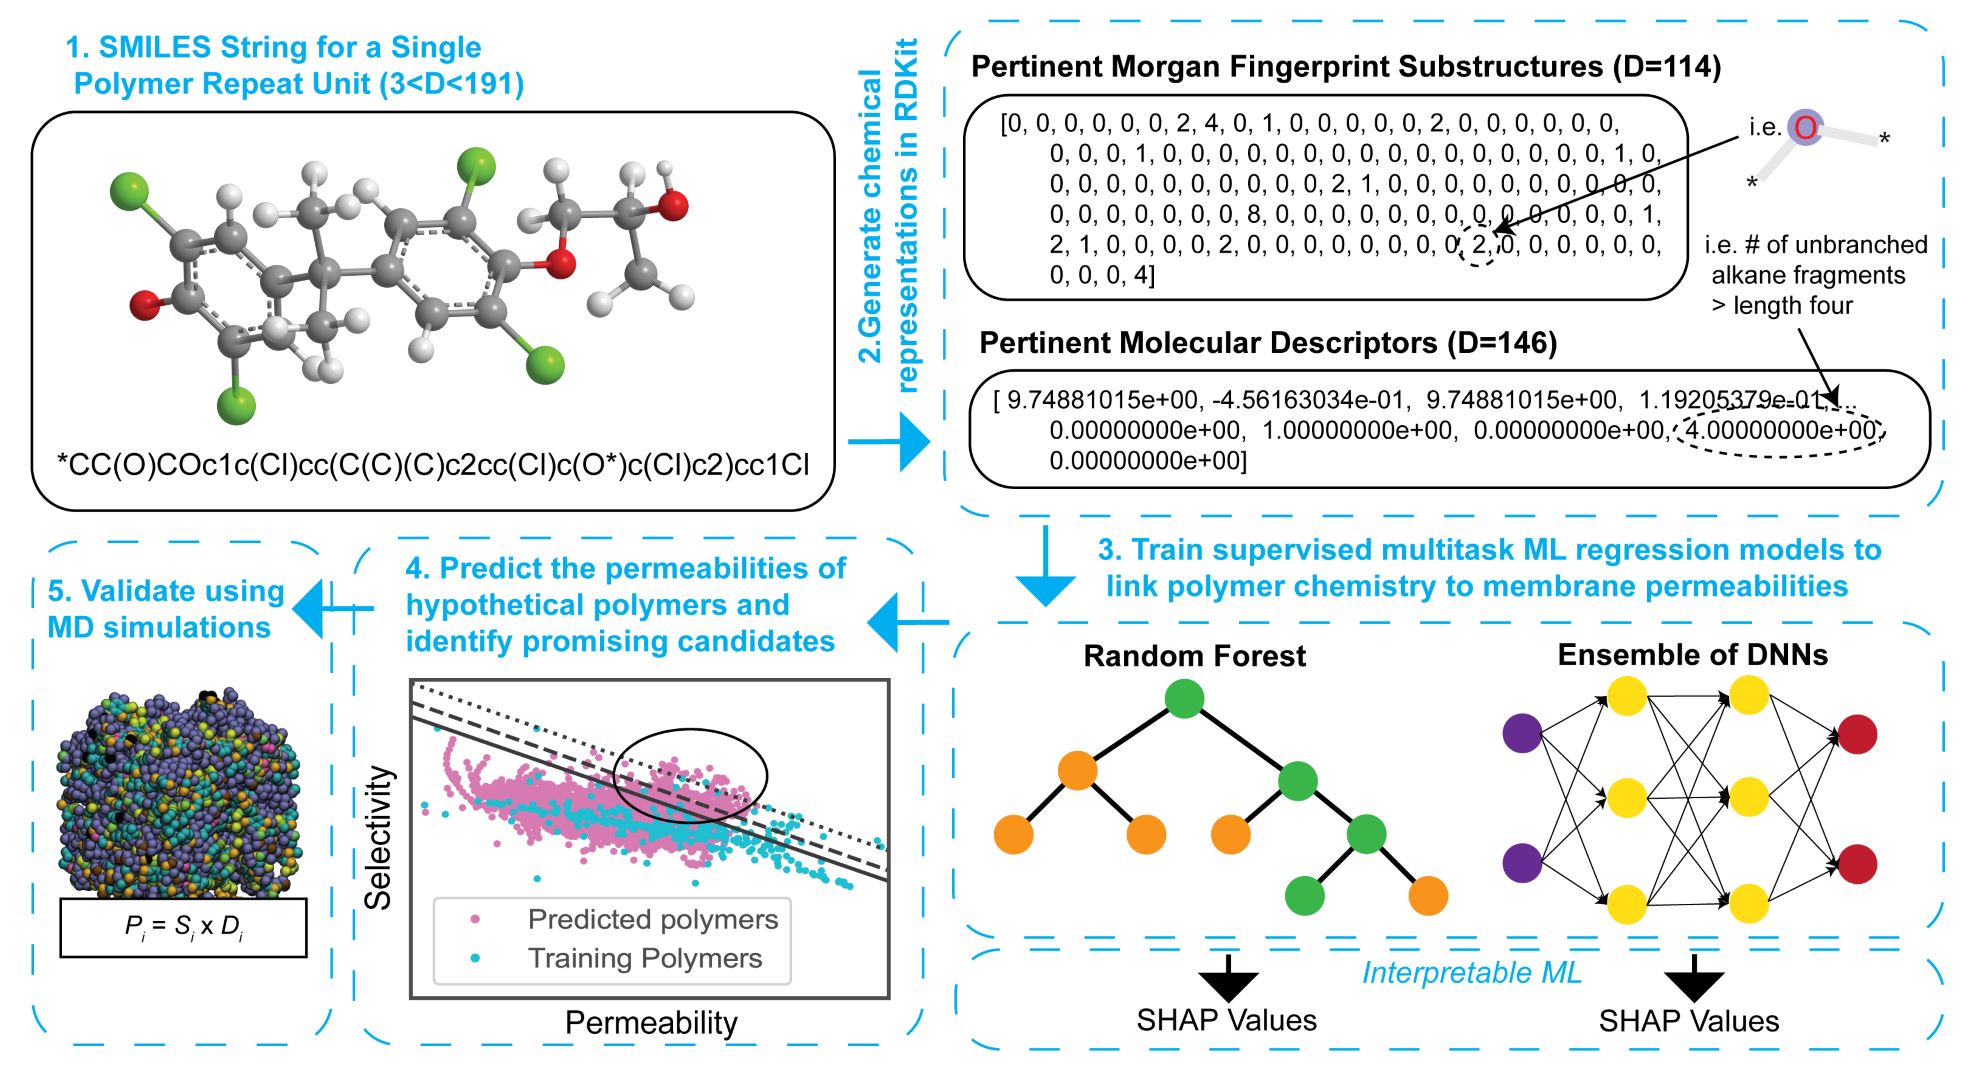 1. SMILES String for a Single
Polymer Repeat Unit (3<D<191)
*CC(O)COc1c(Cl)cc(C(C)(C)c2cc(Cl)c(O*)c(Cl)c2)cc1Cl
2.Generate chemical
representations in RDKit
Pertinent Morgan Fingerprint Substructures (D=114)
[0, 0, 0, 0, 0, 0, 2, 4, 0, 1, 0, 0, 0, 0, 0, 2, 0, 0, 0, 0, 0, 0,
0, 0, 0, 1, 0, 0, 0, 0, 0, 0, 0, 0, 0, 0, 0, 0, 0, 0, 0, 0, 1, 0,
0, 0, 0, 0, 0, 0, 0, 0, 0, 0, 2, 1, 0, 0, 0, 0, 0, 0, 0, 0, 0, 0,
0, 0, 0, 0, 0, 0, 0, 8, 0, 0, 0, 0, 0, 0, 0, 0, 0, 0, 0, 0, 0, 1,
2, 1, 0, 0, 0, 0, 2, 0, 0, 0, 0, 0, 0, 0, 0, 2, 0, 0, 0, 0, 0, 0,
0, 0, 0, 4]
i.e. O
*
*
i.e. # of unbranched
alkane fragments
> length four
Pertinent Molecular Descriptors (D=146)
[ 9.74881015e+00, -4.56163034e-01, 9.74881015e+00, 1.19205379e-01, ...
0.00000000e+00, 1.00000000e+00, 0.00000000e+00, 4.00000000e+00,
0.00000000e+00]
3. Train supervised multitask ML regression models to
link polymer chemistry to membrane permeabilities
Random Forest
Ensemble of DNNs
Interpretable ML
SHAP Values
SHAP Values
4. Predict the permeabilities of
hypothetical polymers and
identify promising candidates
Selectivity
Predicted polymers
Training Polymers
Permeability
5. Validate using
MD simulations
Pi = Si x Di